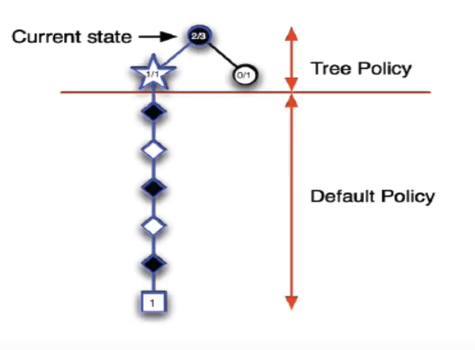 Current state
2/3
1/1
0/1
Tree Policy
Default Policy
1